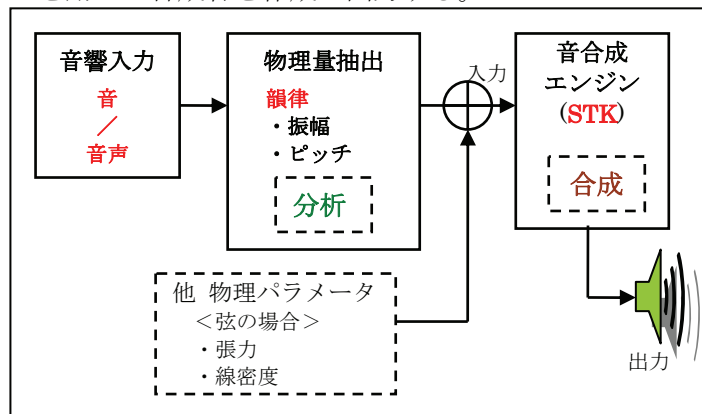 音響入力
音
／
音声
物理量抽出
韻律
・振幅
・ピッチ
分析
入力
音合成
エンジン
(STK)
合成
他 物理パラメータ
＜弦の場合＞
・張力
・線密度
出力